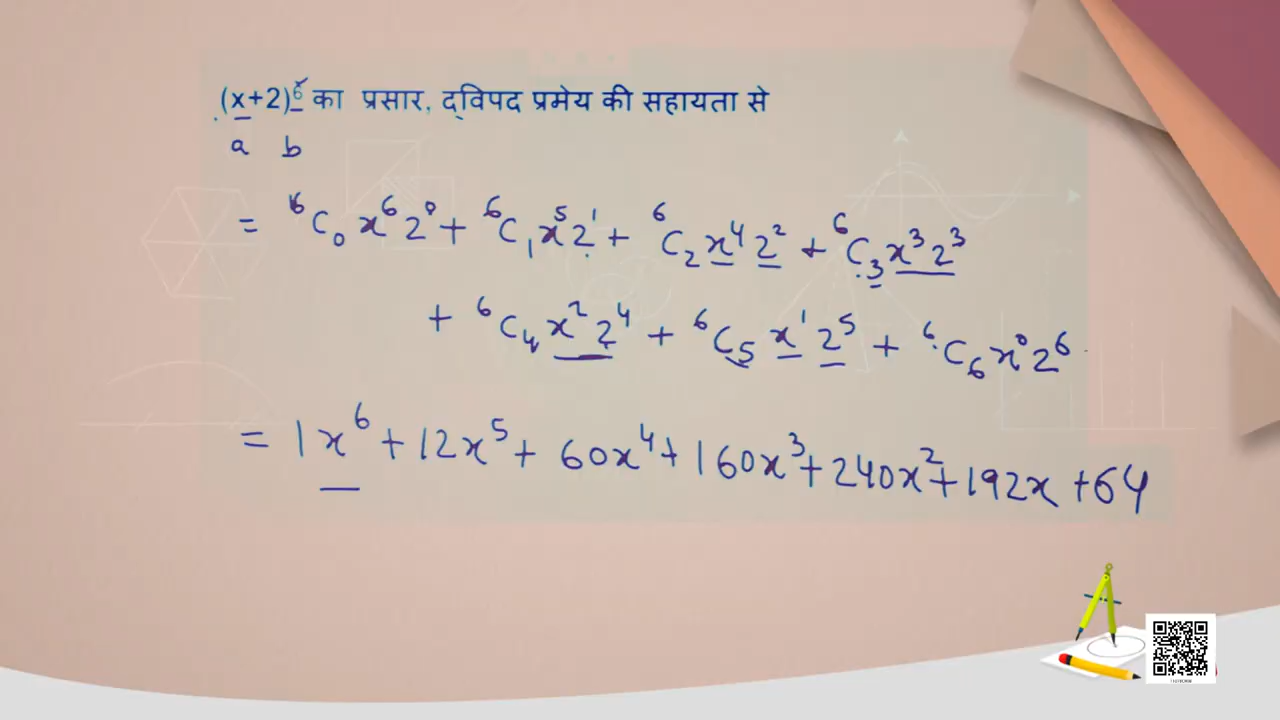 (x+2)⁶ का प्रसार, द्विपद प्रमेय की सहायता से
a b
= ⁶C₀ x⁶ 2⁰ + ⁶C₁ x⁵ 2¹ + ⁶C₂ x⁴ 2² + ⁶C₃ x³ 2³
+ ⁶C₄ x² 2⁴ + ⁶C₅ x¹ 2⁵ + ⁶C₆ x⁰ 2⁶
= 1x⁶ + 12x⁵ + 60x⁴ + 160x³ + 240x² + 192x + 64